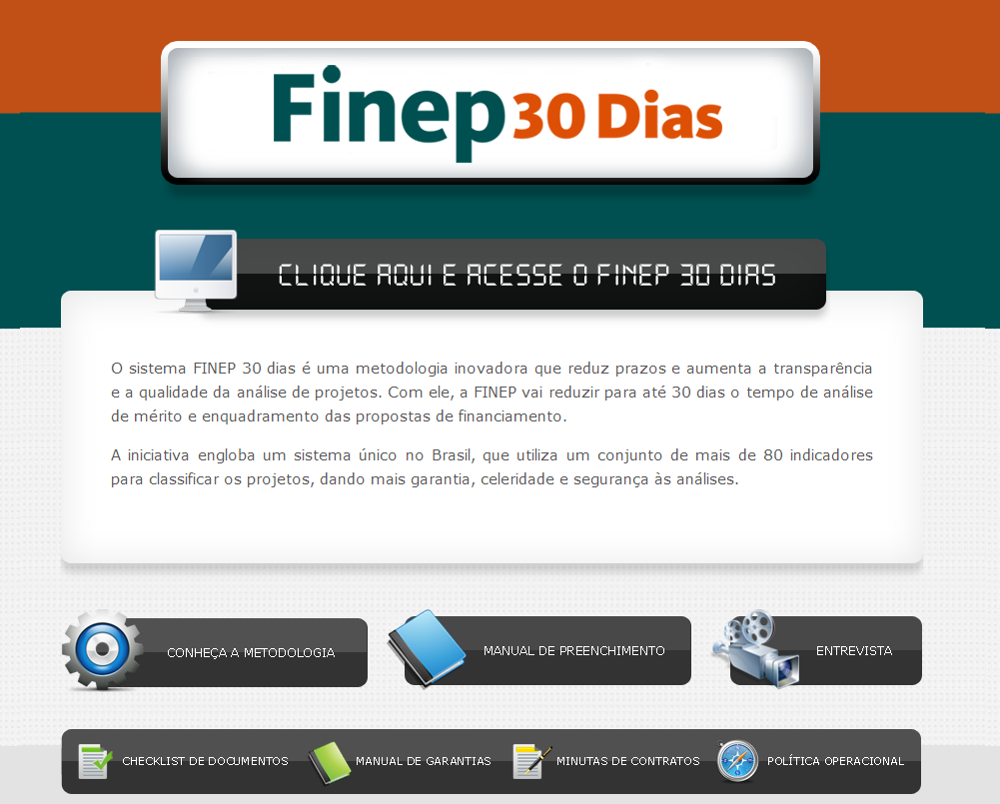 Finep 30 Dias
CLIQUE AQUI E ACESSE O FINEP 30 DIAS
O sistema FINEP 30 dias é uma metodologia inovadora que reduz prazos e aumenta a transparência
e a qualidade da análise de projetos. Com ele, a FINEP vai reduzir para até 30 dias o tempo de análise
de mérito e enquadramento das propostas de financiamento.
A iniciativa engloba um sistema único no Brasil, que utiliza um conjunto de mais de 80 indicadores
para classificar os projetos, dando mais garantia, celeridade e segurança às análises.
CONHEÇA A METODOLOGIA
MANUAL DE PREENCHIMENTO
ENTREVISTA
CHECKLIST DE DOCUMENTOS
MANUAL DE GARANTIAS
MINUTAS DE CONTRATOS
POLÍTICA OPERACIONAL